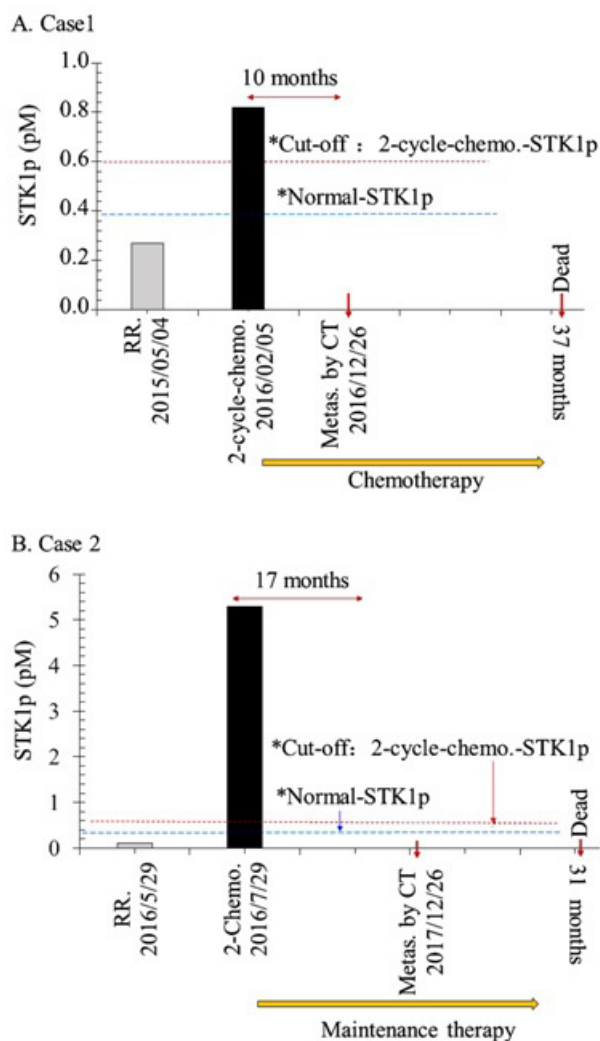 A. Case1
1.0
0.8
0.6
0.4
0.2
0.0
STK1p (pM)
10 months
*Cut-off : 2-cycle-chemo.-STK1p
*Normal-STK1p
RR.
2015/05/04
2-cycle-chemo.
2016/02/05
Metas. by CT
2016/12/26
Dead
37 months
Chemotherapy
B. Case 2
6
5
4
3
2
1
0
STK1p (pM)
17 months
*Cut-off: 2-cycle-chemo.-STK1p
*Normal-STK1p
RR.
2016/5/29
2-Chemo.
2016/7/29
Metas. by CT
2017/12/26
Dead
31 months
Maintenance therapy